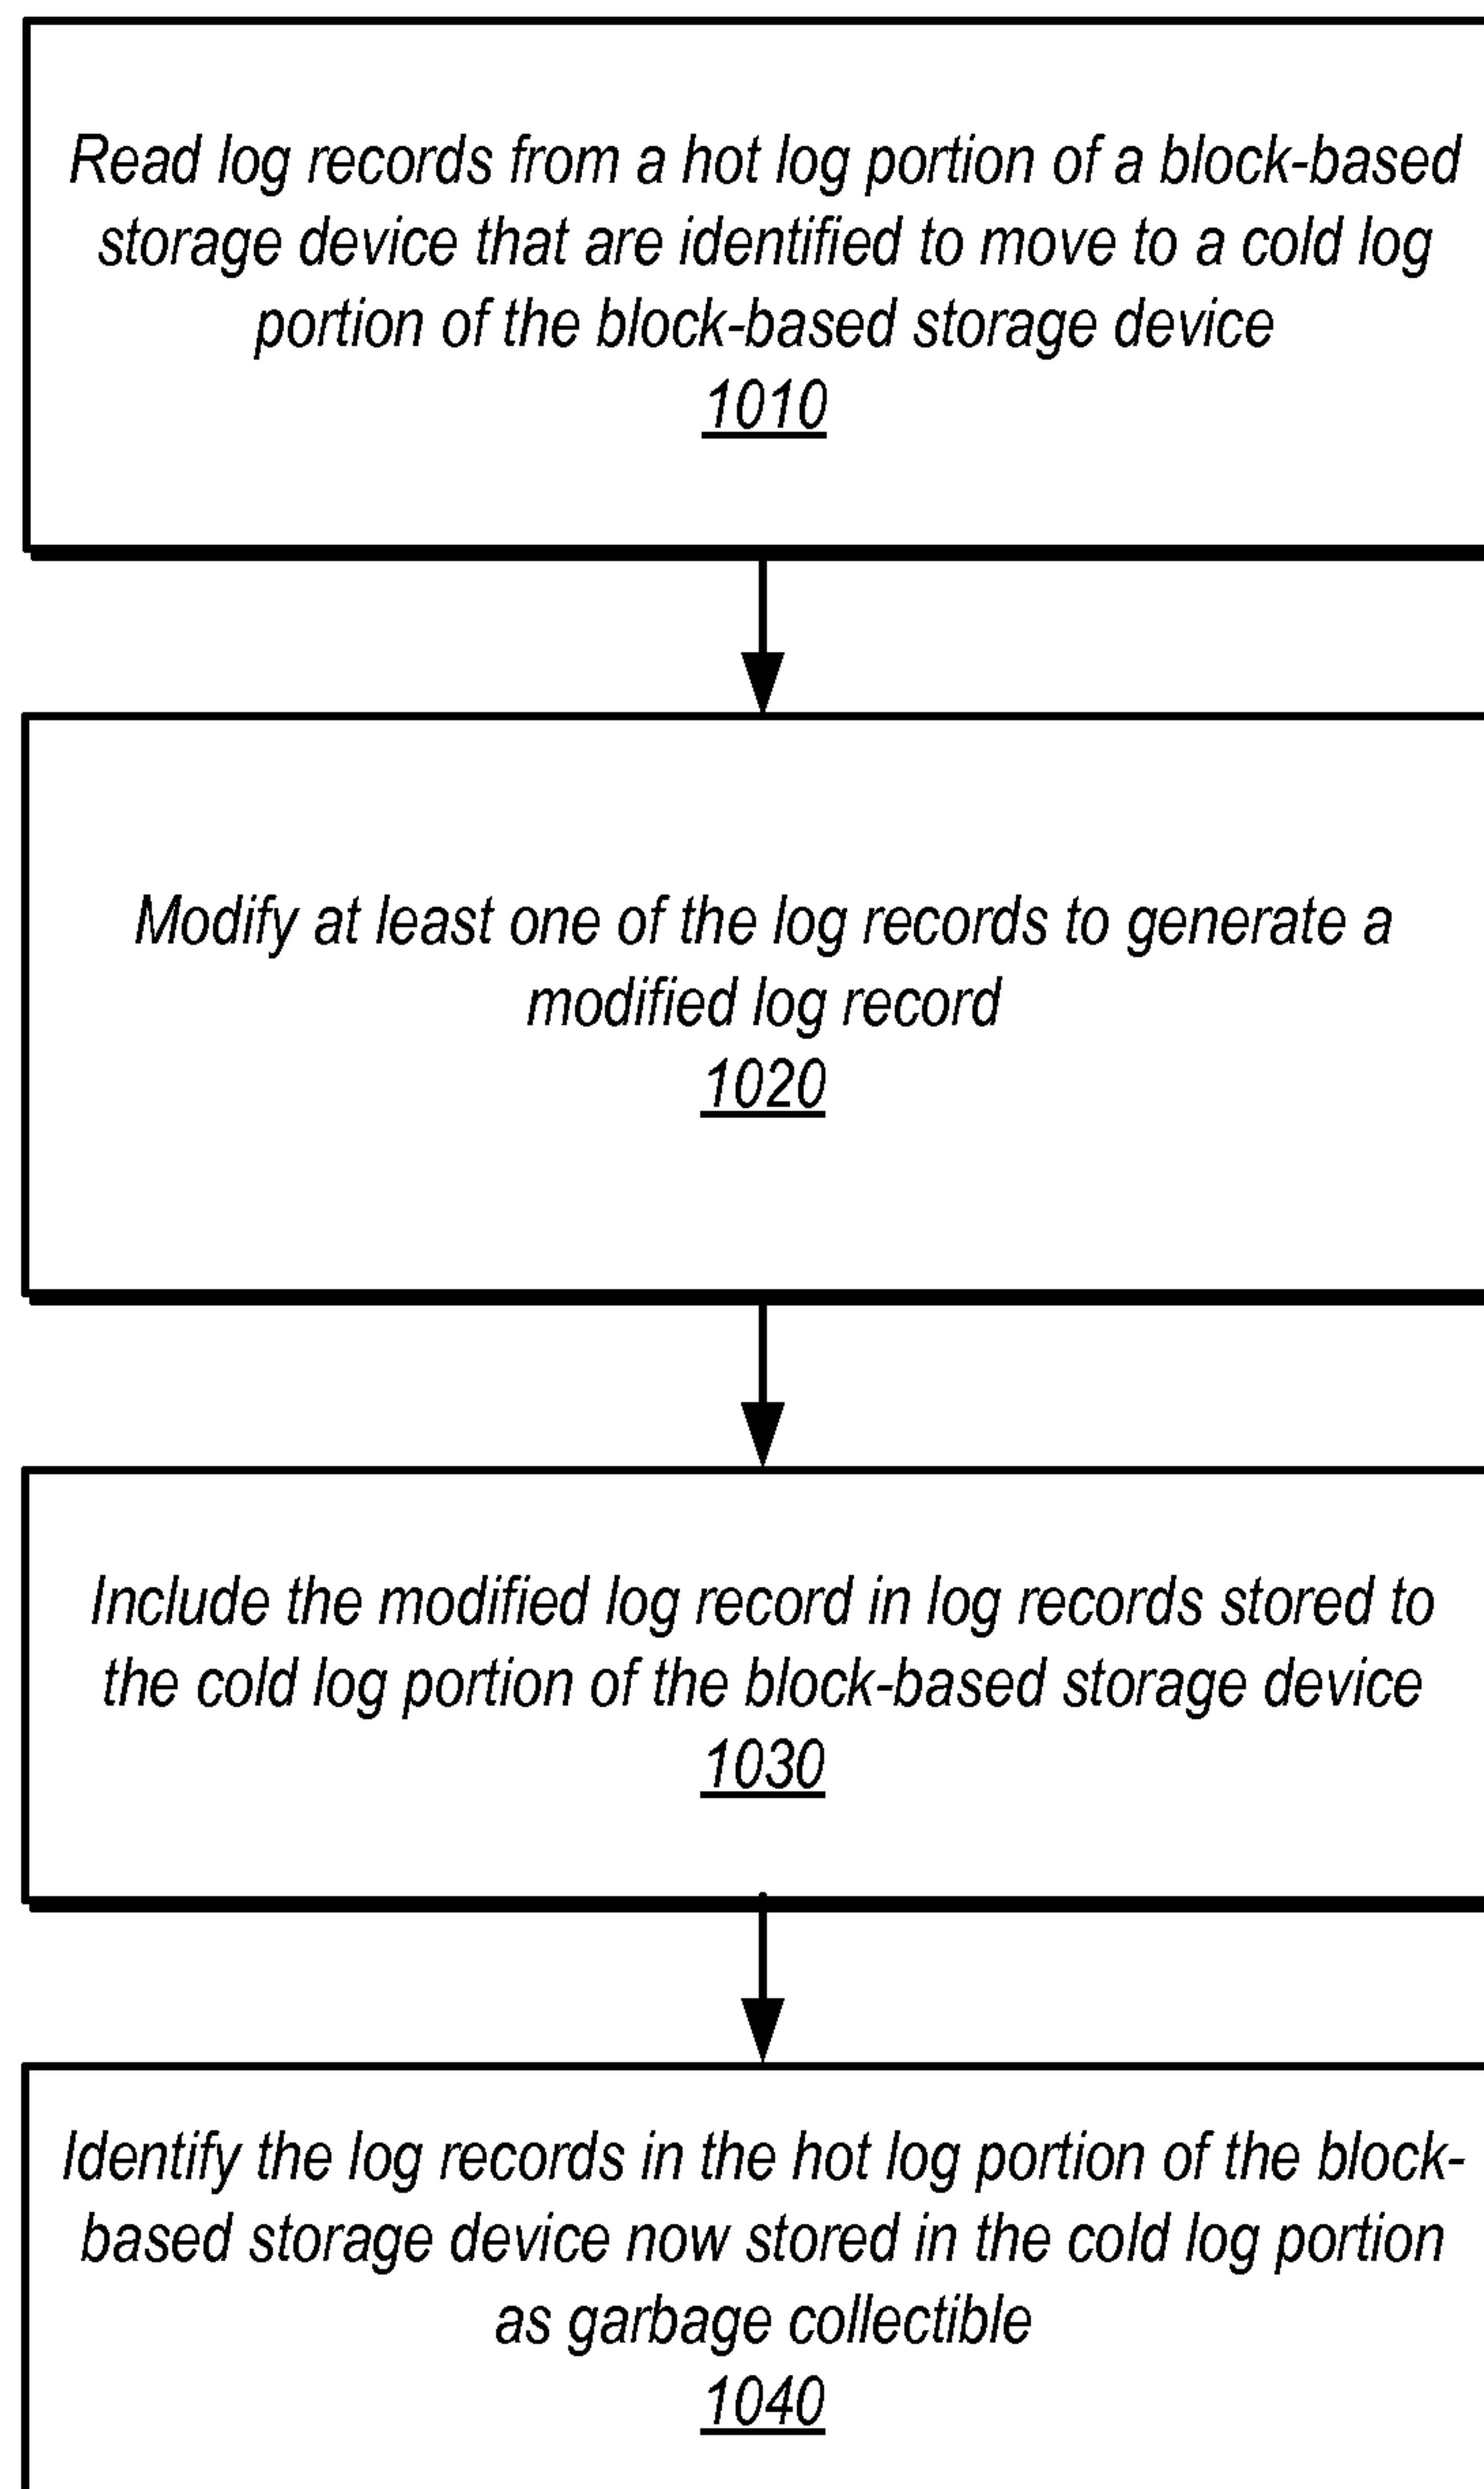 Read log records from a hot log portion of a block-based
storage device that are identified to move to a cold log
portion of the block-based storage device
1010
Modify at least one of the log records to generate a
modified log record
1020
Include the modified log record in log records stored to
the cold log portion of the block-based storage device
1030
Identify the log records in the hot log portion of the block-
based storage device now stored in the cold log portion
as garbage collectible
1040